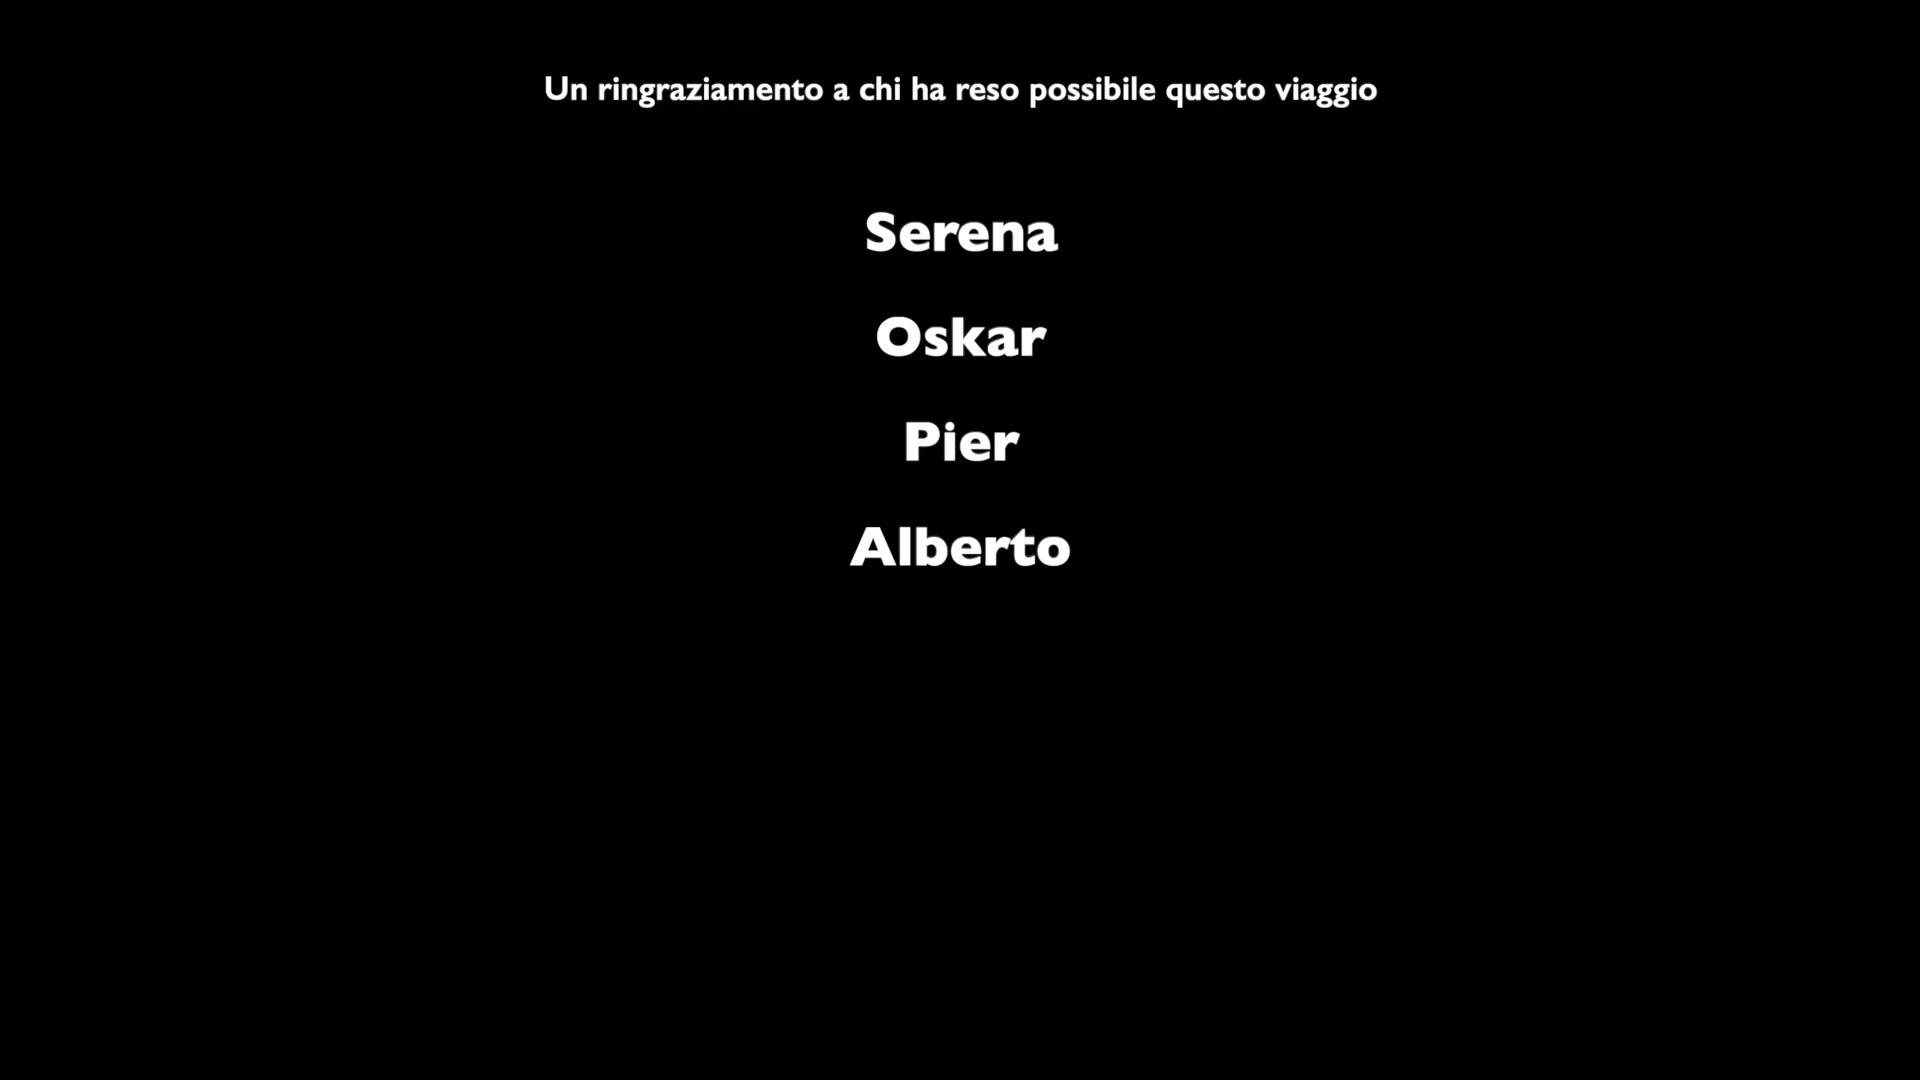 Un ringraziamento a chi ha reso possibile questo viaggio
Serena
Oskar
Pier
Alberto